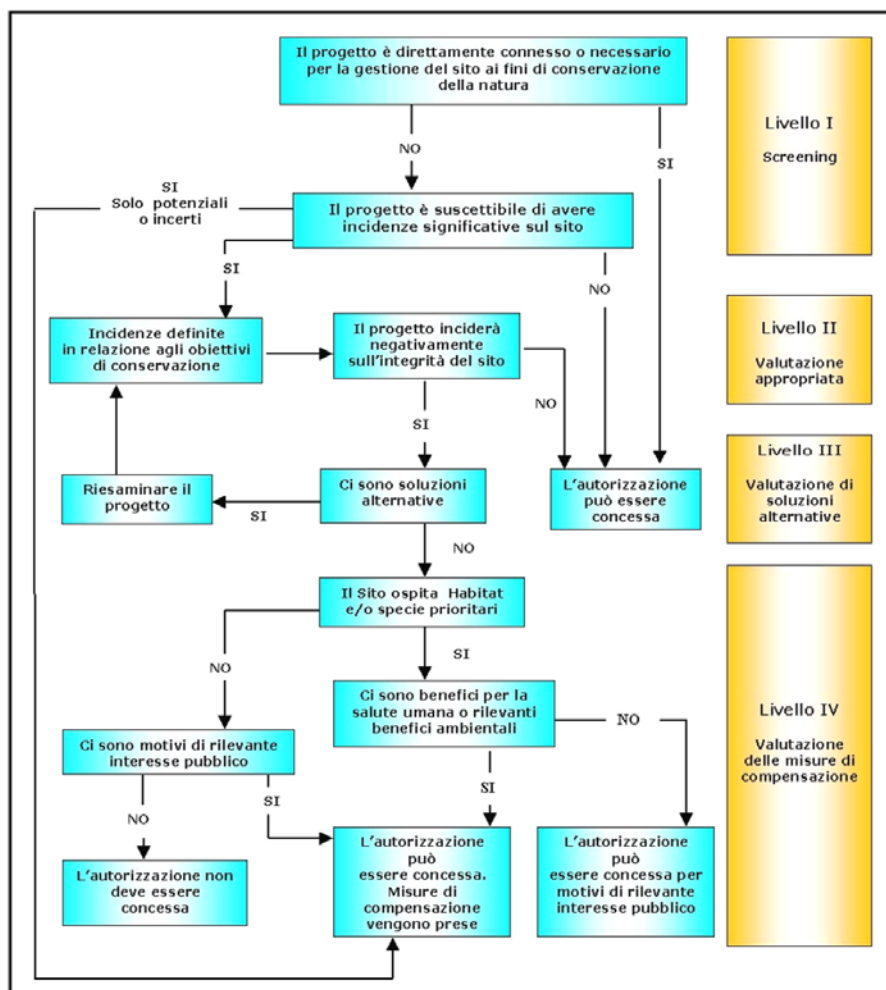 Il progetto è direttamente connesso o necessario
per la gestione del sito ai fini di conservazione
della natura
Livello I
Screening
NO
SI
SI
Solo potenziali
o incerti
Il progetto è suscettibile di avere
incidenze significative sul sito
SI
NO
Incidenze definite
in relazione agli obiettivi
di conservazione
Il progetto inciderà
negativamente
sull'integrità del sito
Livello II
Valutazione
appropriata
SI
NO
Riesaminare il
progetto
SI
Ci sono soluzioni
alternative
L'autorizzazione
può essere
concessa
Livello III
Valutazione di
soluzioni
alternative
NO
Il Sito ospita Habitat
e/o specie prioritari
NO
SI
Ci sono benefici per la
salute umana o rilevanti
benefici ambientali
NO
Livello IV
Valutazione
delle misure di
compensazione
Ci sono motivi di rilevante
interesse pubblico
NO
SI
SI
L'autorizzazione non
deve essere
concessa
L'autorizzazione
può
essere concessa.
Misure di
compensazione
vengono prese
L'autorizzazione
può
essere concessa per
motivi di rilevante
interesse pubblico